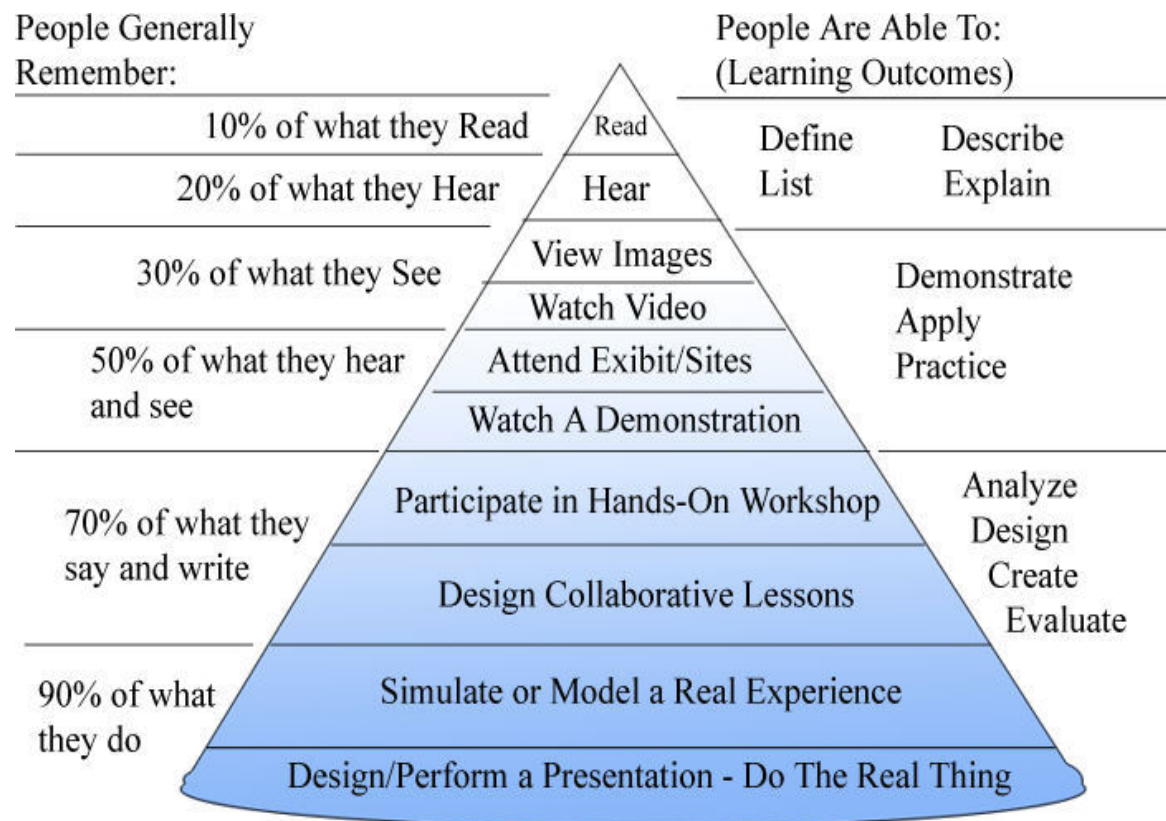 People Generally
Remember:
People Are Able To:
(Learning Outcomes)
10% of what they Read
Read
Define
Describe
List
Explain
20% of what they Hear
Hear
30% of what they See
View Images
Watch Video
Demonstrate
Apply
Practice
50% of what they hear
and see
Attend Exibit/Sites
Watch A Demonstration
70% of what they
say and write
Participate in Hands-On Workshop
Design Collaborative Lessons
Analyze
Design
Create
Evaluate
90% of what
they do
Simulate or Model a Real Experience
Design/Perform a Presentation - Do The Real Thing